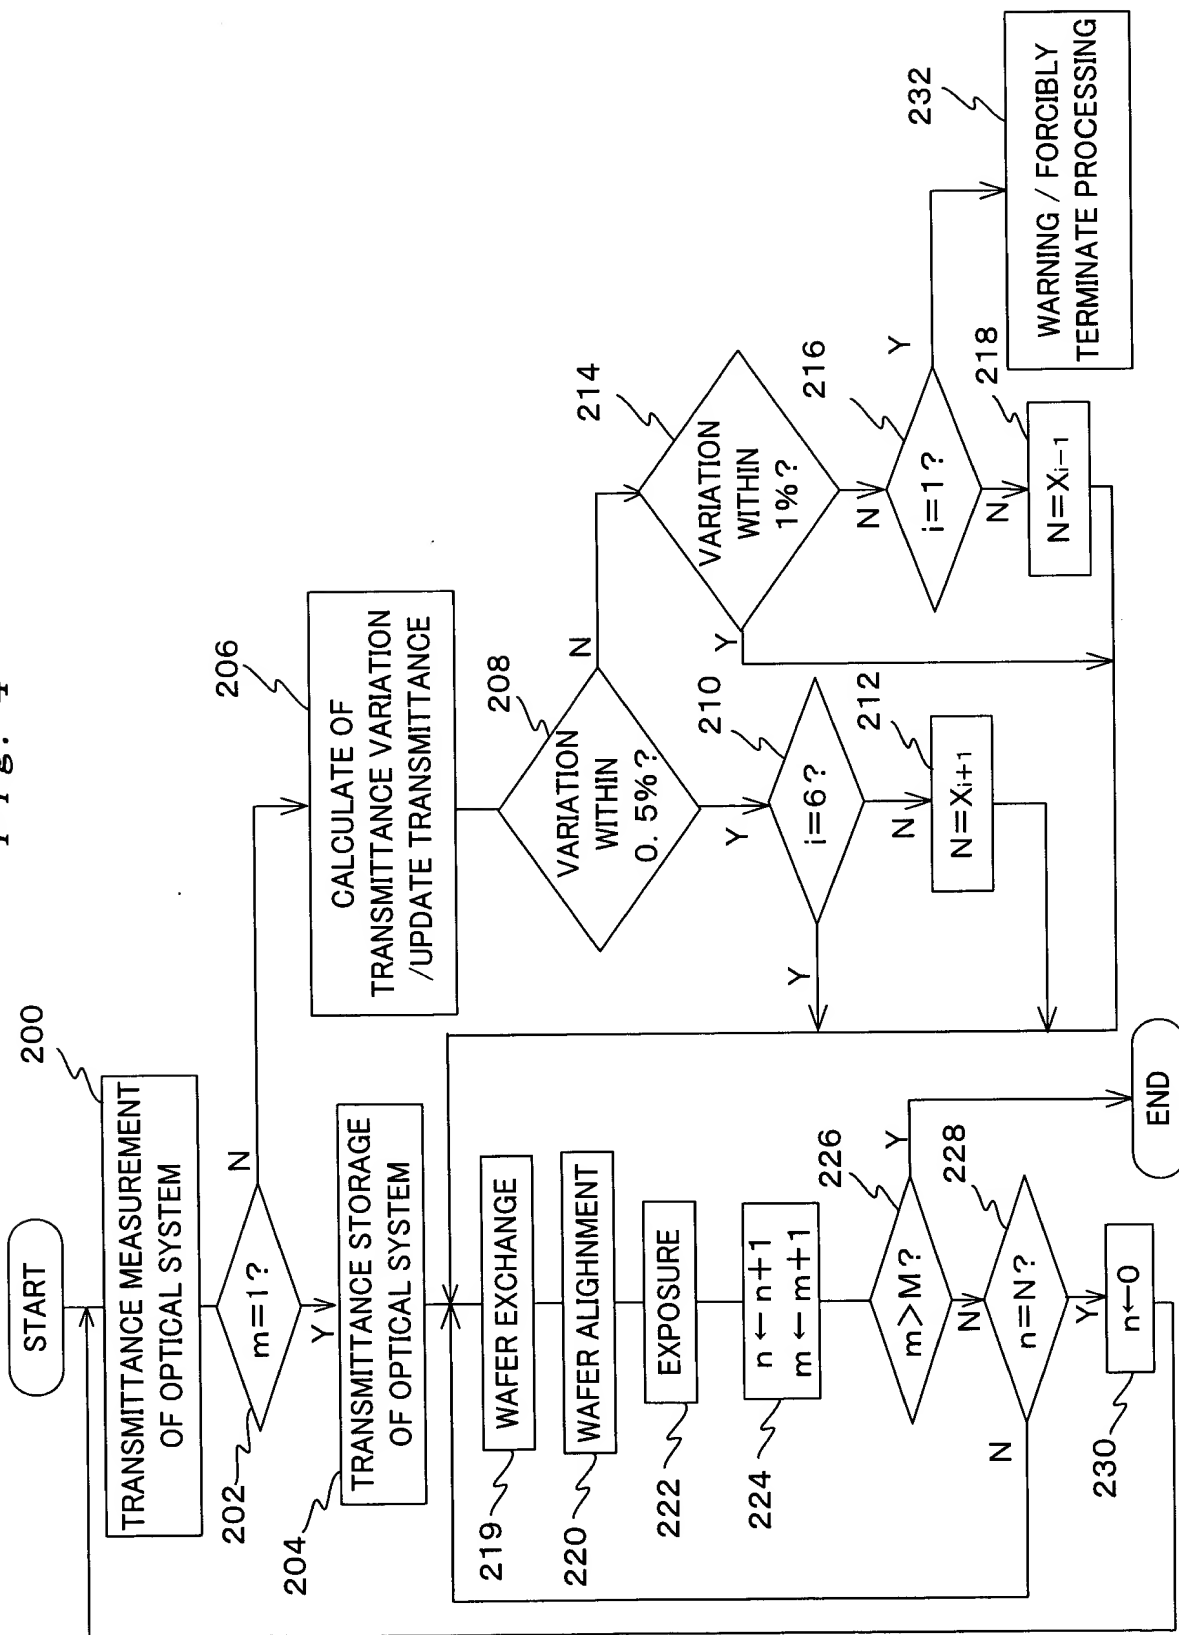 Fig. 4
START
200
TRANSMITTANCE MEASUREMENT
OF OPTICAL SYSTEM
202
m=1?
N
Y
204
TRANSMITTANCE STORAGE
OF OPTICAL SYSTEM
206
CALCULATE OF
TRANSMITTANCE VARIATION
/UPDATE TRANSMITTANCE
208
VARIATION
WITHIN
0. 5%?
N
Y
210
i=6?
Y
N
212
N=Xi+1
214
VARIATION
WITHIN
1%?
Y
N
216
i=1?
Y
N
218
N=Xi-1
232
WARNING / FORCIBLY
TERMINATE PROCESSING
219
WAFER EXCHANGE
220
WAFER ALIGHNMENT
222
EXPOSURE
224
n ← n+1
m ← m+1
226
m>M?
Y
N
228
n=N?
N
Y
230
n←0
END